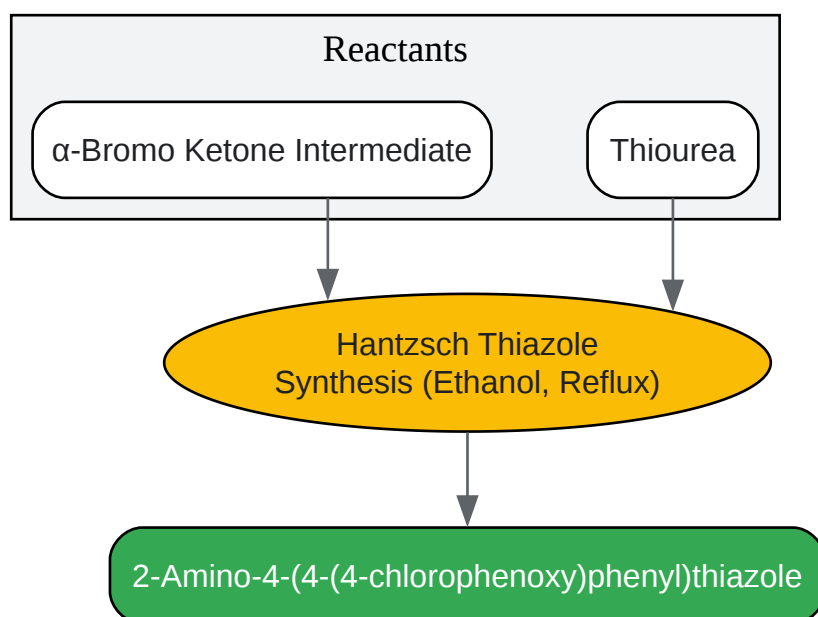 Reactants
α-Bromo Ketone Intermediate
Thiourea
Hantzsch Thiazole
Synthesis (Ethanol, Reflux)
2-Amino-4-(4-(4-chlorophenoxy)phenyl)thiazole